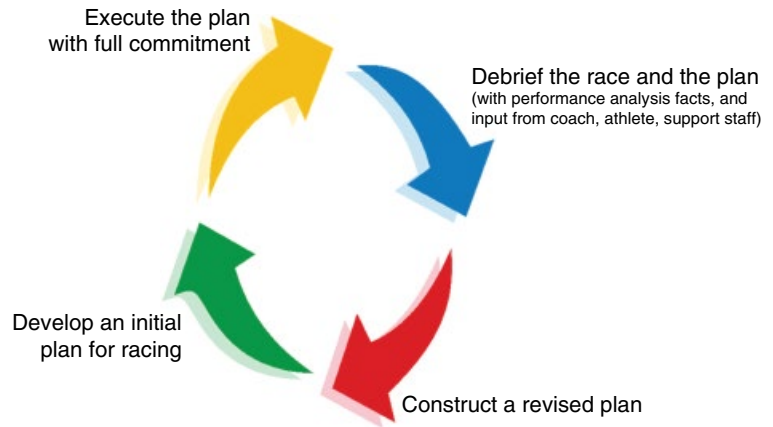 Execute the plan
with full commitment
Debrief the race and the plan
(with performance analysis facts, and
input from coach, athlete, support staff)
Develop an initial
plan for racing
Construct a revised plan